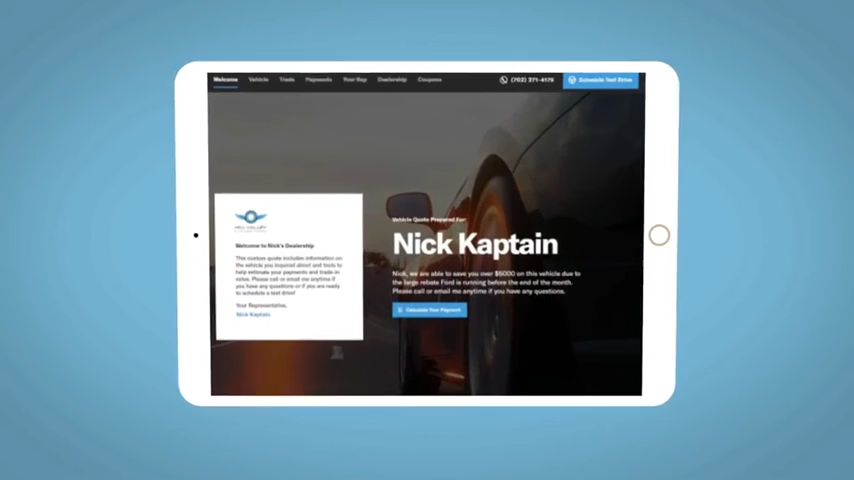 Welcome Vehicle Trade Payments Your Rep Dealership Coupons (702) 271-4175 Schedule Test Drive
Vehicle Quote Prepared For:
Nick Kaptain
Nick, we are able to save you over $5000 on this vehicle due to
the large rebate Ford is running before the end of the month.
Please call or email me anytime if you have any questions.
Calculate Your Payment
Welcome to Nick's Dealership
This custom quote includes information on
the vehicle you inquired about and tools to
help estimate your payments and trade-in
value. Please call or email me anytime if
you have any questions or if you are ready
to schedule a test drive!
Your Representative,
Nick Kaptain